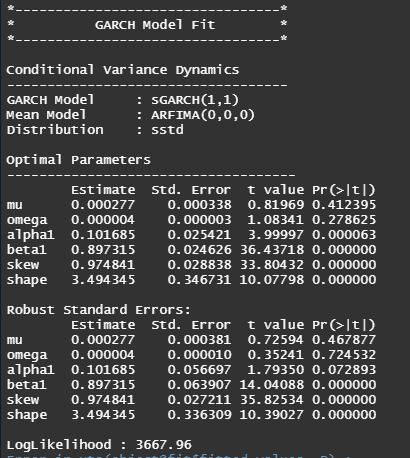 *---------------------------------*
* GARCH Model Fit *
*---------------------------------*
Conditional Variance Dynamics
-----------------------------------
GARCH Model : sGARCH(1,1)
Mean Model : ARFIMA(0,0,0)
Distribution : sstd
Optimal Parameters
------------------------------------
Estimate Std. Error t value Pr(>|t|)
mu 0.000277 0.000338 0.81969 0.412395
omega 0.000004 0.000003 1.08341 0.278625
alpha1 0.101685 0.025421 3.99997 0.000063
beta1 0.897315 0.024626 36.43718 0.000000
skew 0.974841 0.028838 33.80432 0.000000
shape 3.494345 0.346731 10.07798 0.000000
Robust Standard Errors:
Estimate Std. Error t value Pr(>|t|)
mu 0.000277 0.000381 0.72594 0.467877
omega 0.000004 0.000010 0.35241 0.724532
alpha1 0.101685 0.056697 1.79350 0.072893
beta1 0.897315 0.063907 14.04088 0.000000
skew 0.974841 0.027211 35.82534 0.000000
shape 3.494345 0.336309 10.39027 0.000000
LogLikelihood : 3667.96